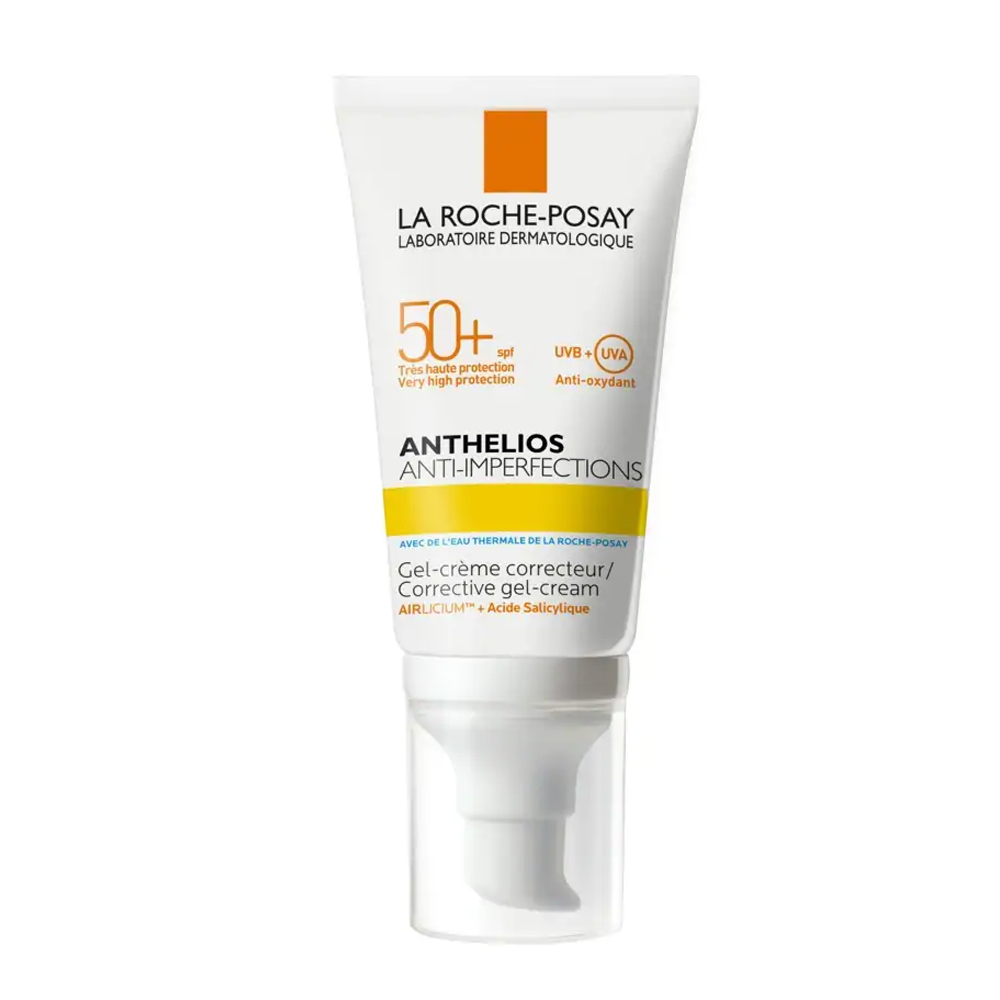 LA ROCHE-POSAY
LABORATOIRE DERMATOLOGIQUE
50+ spf
Très haute protection
Very high protection
UVB + UVA
Anti-oxydant
ANTHELIOS
ANTI-IMPERFECTIONS
AVEC DE L'EAU THERMALE DE LA ROCHE-POSAY
Gel-crème correcteur/
Corrective gel-cream
AIRLICIUM™ + Acide Salicylique